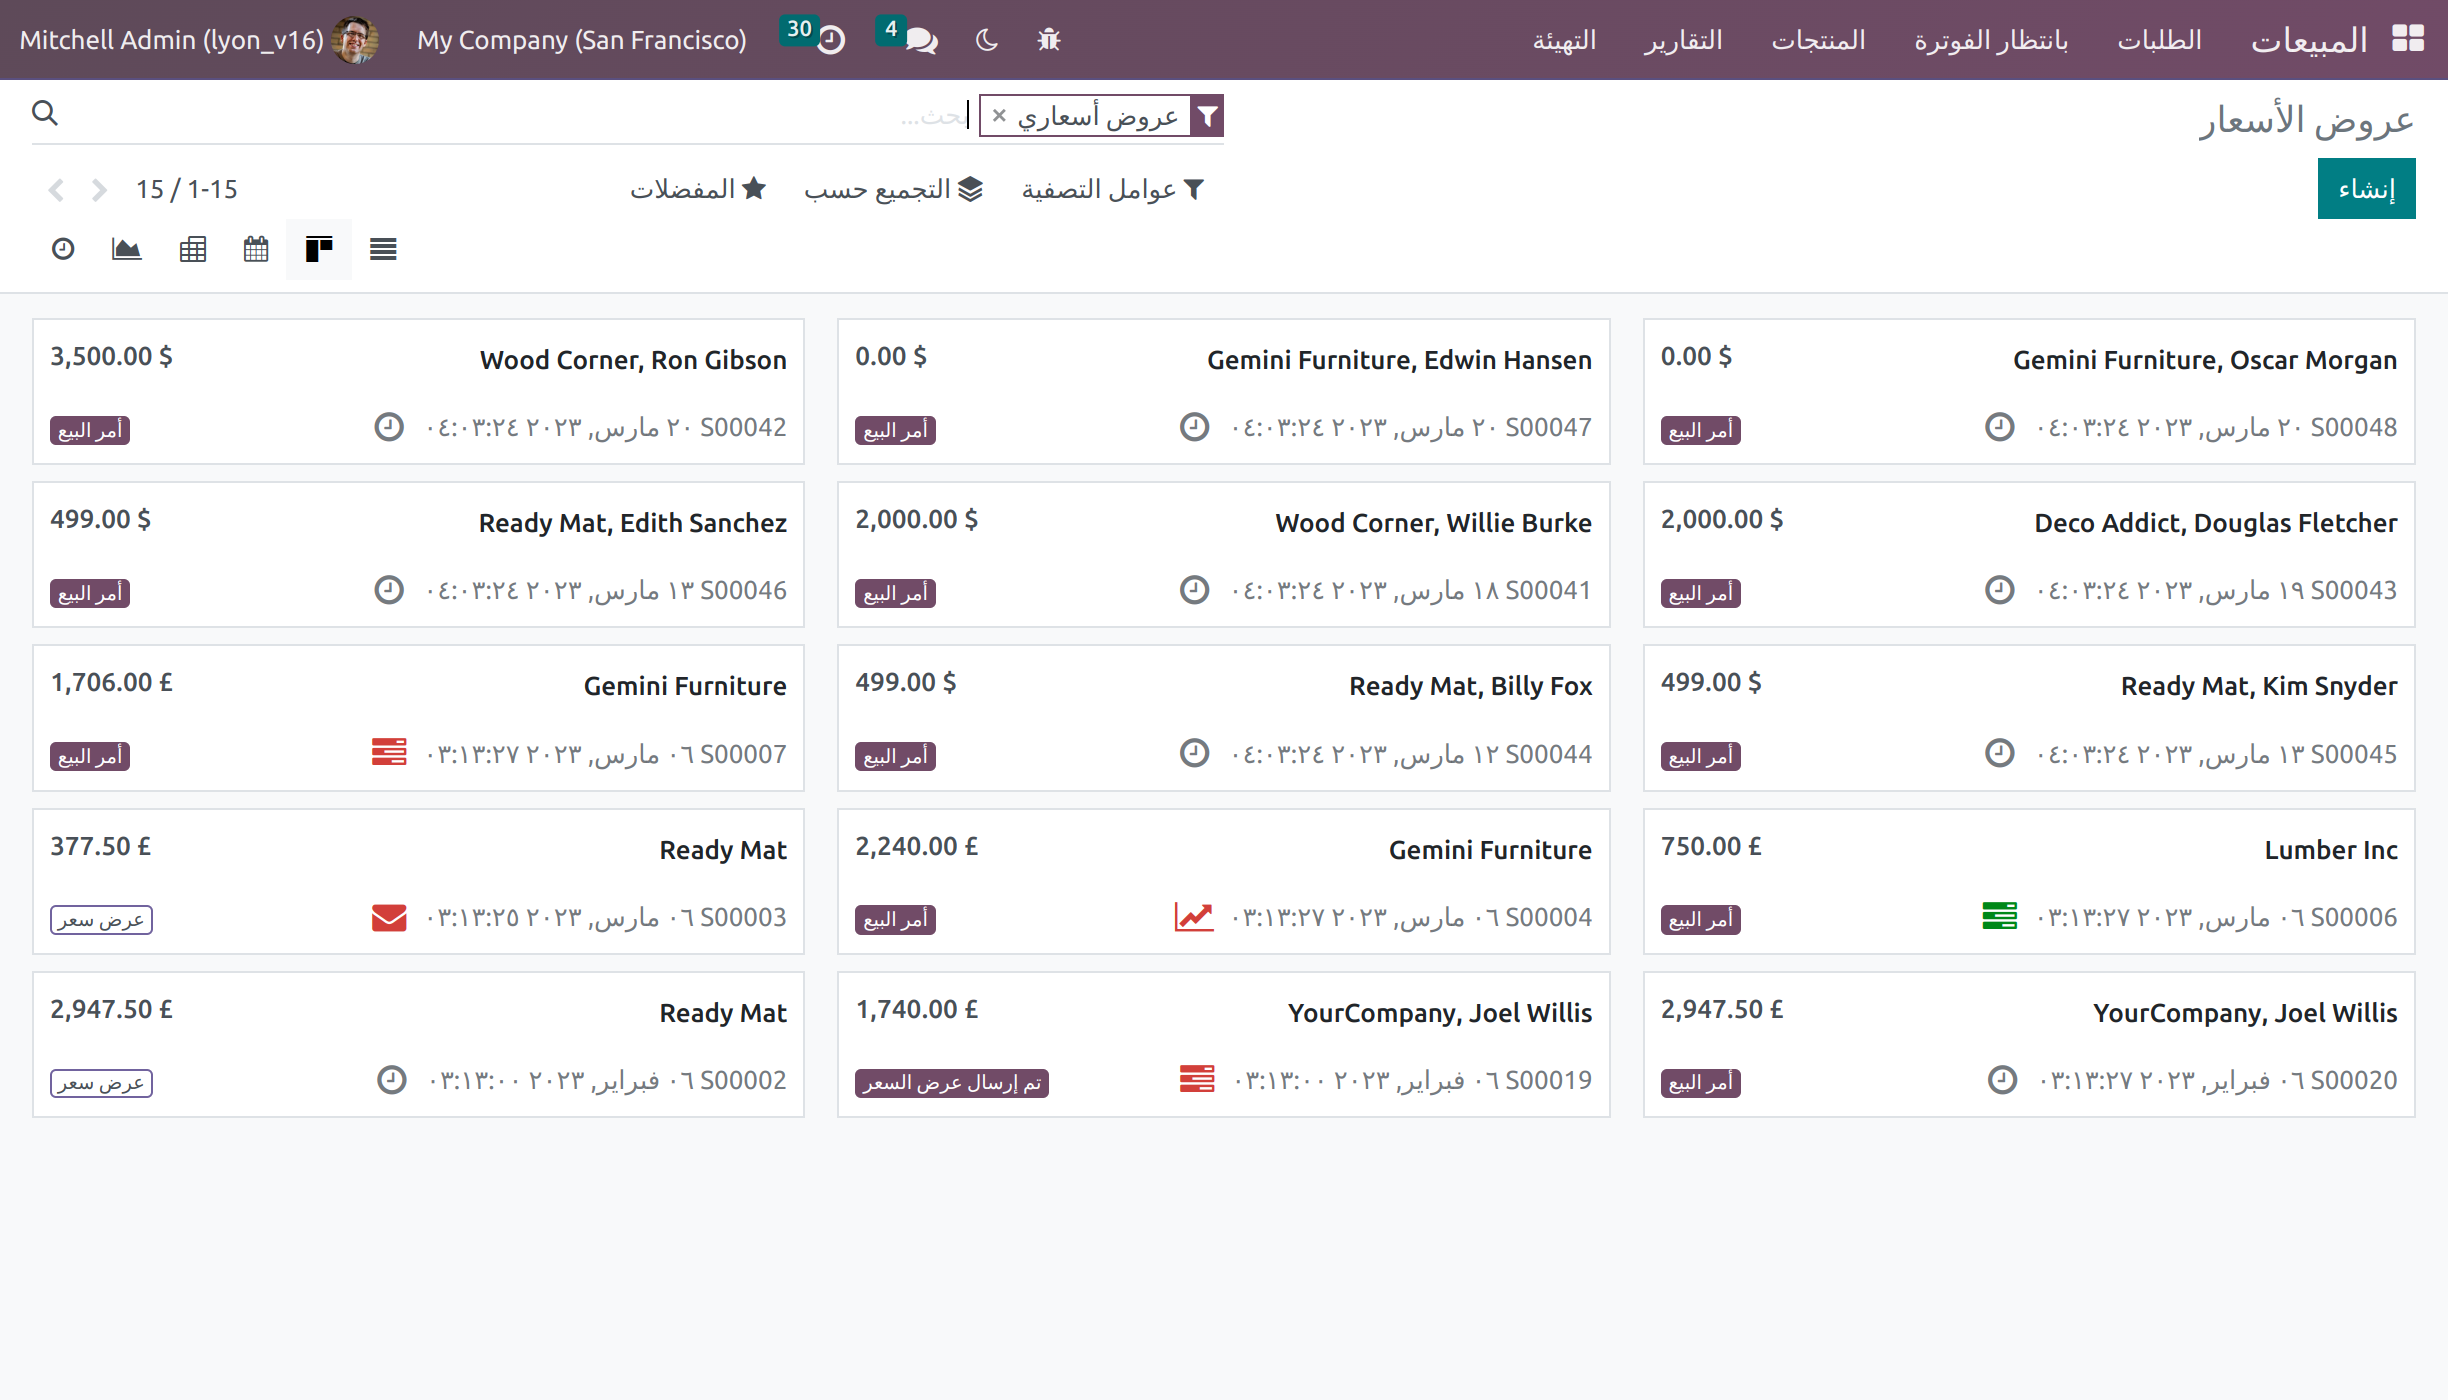 المبيعات الطلبات بانتظار الفوترة المنتجات التقارير التهيئة 4 30 My Company (San Francisco) Mitchell Admin (lyon_v16)
عروض الأسعار
عروض أسعاري × بحث...
إنشاء
عوامل التصفية التجميع حسب المفضلات 1-15 / 15
Gemini Furniture, Oscar Morgan 0.00 $
S00048 ٢٠ مارس, ٢٠٢٣ ٠٤:٠٣:٢٤ أمر البيع
Gemini Furniture, Edwin Hansen 0.00 $
S00047 ٢٠ مارس, ٢٠٢٣ ٠٤:٠٣:٢٤ أمر البيع
Wood Corner, Ron Gibson 3,500.00 $
S00042 ٢٠ مارس, ٢٠٢٣ ٠٤:٠٣:٢٤ أمر البيع
Deco Addict, Douglas Fletcher 2,000.00 $
S00043 ١٩ مارس, ٢٠٢٣ ٠٤:٠٣:٢٤ أمر البيع
Wood Corner, Willie Burke 2,000.00 $
S00041 ١٨ مارس, ٢٠٢٣ ٠٤:٠٣:٢٤ أمر البيع
Ready Mat, Edith Sanchez 499.00 $
S00046 ١٣ مارس, ٢٠٢٣ ٠٤:٠٣:٢٤ أمر البيع
Ready Mat, Kim Snyder 499.00 $
S00045 ١٣ مارس, ٢٠٢٣ ٠٤:٠٣:٢٤ أمر البيع
Ready Mat, Billy Fox 499.00 $
S00044 ١٢ مارس, ٢٠٢٣ ٠٤:٠٣:٢٤ أمر البيع
Gemini Furniture 1,706.00 £
S00007 ٠٦ مارس, ٢٠٢٣ ٠٣:١٣:٢٧ أمر البيع
Lumber Inc 750.00 £
S00006 ٠٦ مارس, ٢٠٢٣ ٠٣:١٣:٢٧ أمر البيع
Gemini Furniture 2,240.00 £
S00004 ٠٦ مارس, ٢٠٢٣ ٠٣:١٣:٢٧ أمر البيع
Ready Mat 377.50 £
S00003 ٠٦ مارس, ٢٠٢٣ ٠٣:١٣:٢٥ عرض سعر
YourCompany, Joel Willis 2,947.50 £
S00020 ٠٦ فبراير, ٢٠٢٣ ٠٣:١٣:٢٧ أمر البيع
YourCompany, Joel Willis 1,740.00 £
S00019 ٠٦ فبراير, ٢٠٢٣ ٠٣:١٣:٠٠ تم إرسال عرض السعر
Ready Mat 2,947.50 £
S00002 ٠٦ فبراير, ٢٠٢٣ ٠٣:١٣:٠٠ عرض سعر